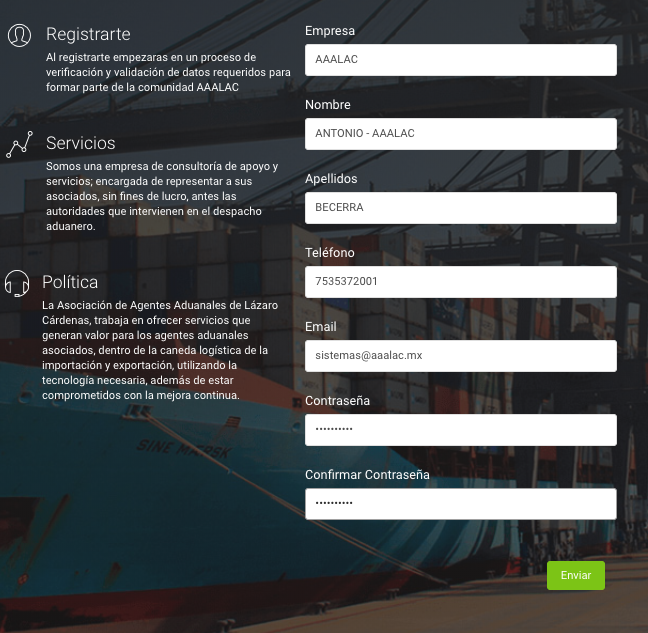 Registrarte
Al registrarte empezaras en un proceso de
verificación y validación de datos requeridos para
formar parte de la comunidad AAALAC
Servicios
Somos una empresa de consultoría de apoyo y
servicios; encargada de representar a sus
asociados, sin fines de lucro, antes las
autoridades que intervienen en el despacho
aduanero.
Política
La Asociación de Agentes Aduanales de Lázaro
Cárdenas, trabaja en ofrecer servicios que
generan valor para los agentes aduanales
asociados, dentro de la caneda logística de la
importación y exportación, utilizando la
tecnología necesaria, además de estar
comprometidos con la mejora continua.
SINE MÆRSK
Empresa
AAALAC
Nombre
ANTONIO - AAALAC
Apellidos
BECERRA
Teléfono
7535372001
Email
sistemas@aaalac.mx
Contraseña
••••••••••
Confirmar Contraseña
••••••••••
Enviar